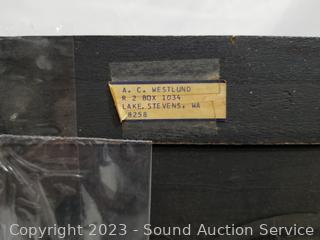 A. C. WESTLUND
R 2 BOX 1034
LAKE STEVENS, WA
98258
Copyright 2023 - Sound Auction Service